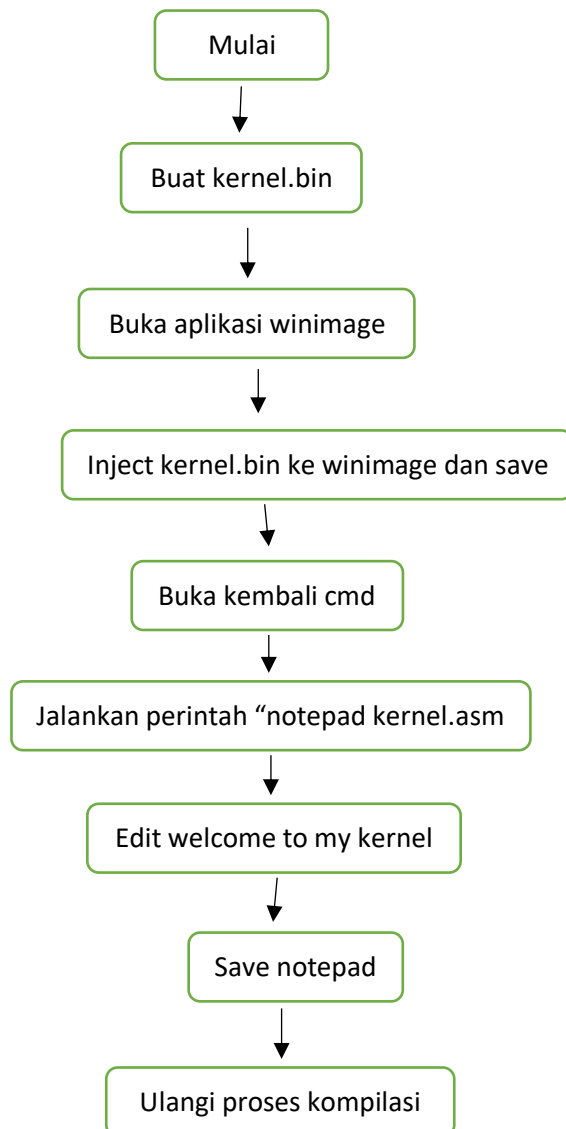 Mulai
Buat kernel.bin
Buka aplikasi winimage
Inject kernel.bin ke winimage dan save
Buka kembali cmd
Jalankan perintah “notepad kernel.asm
Edit welcome to my kernel
Save notepad
Ulangi proses kompilasi